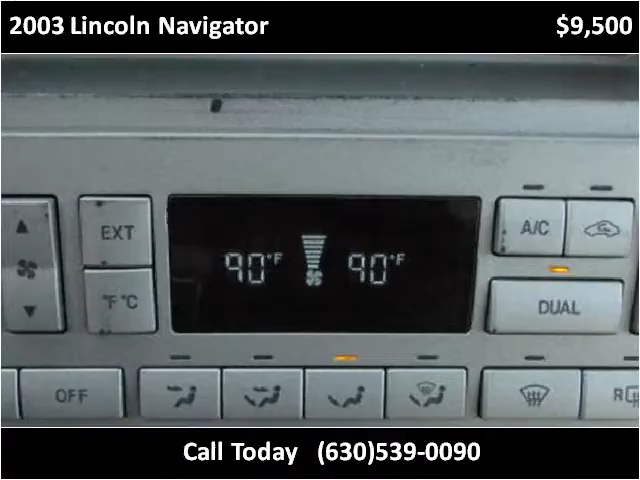 2003 Lincoln Navigator $9,500
EXT
A/C
90°F 90°F
°F °C
DUAL
OFF
R
Call Today (630)539-0090